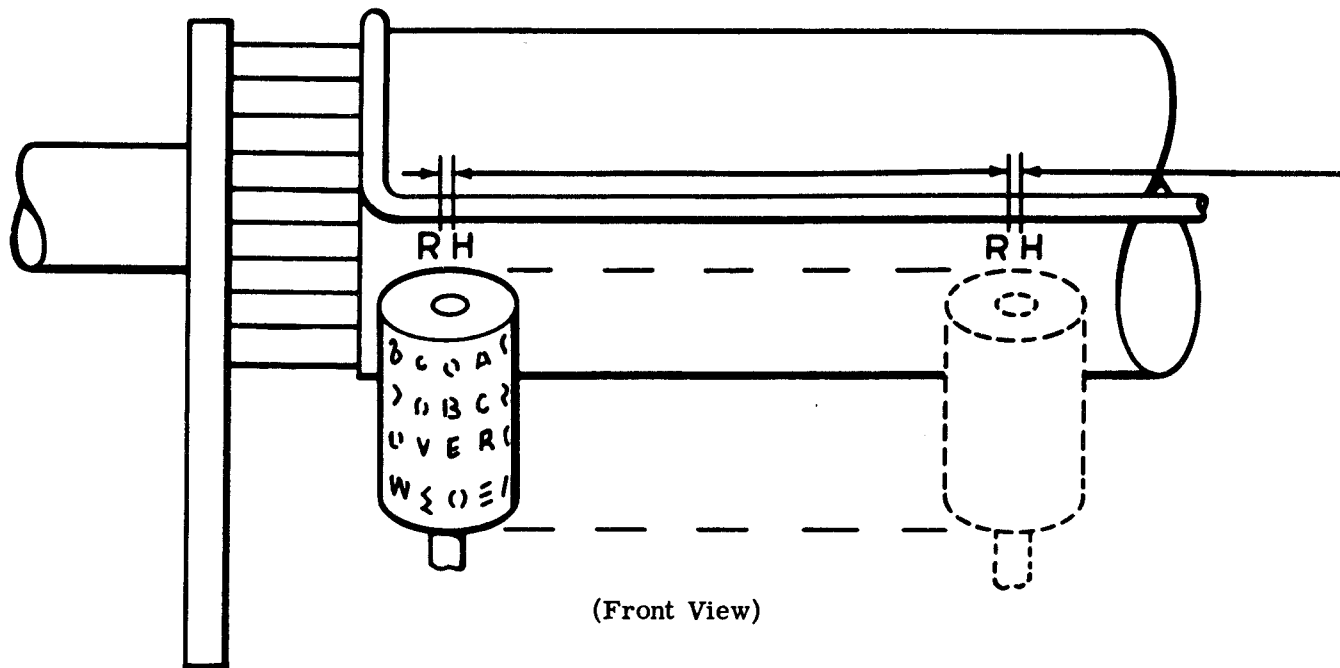 R H R H
B C O A C
O B C
O V E R C
W Σ O Ξ I
(Front View)